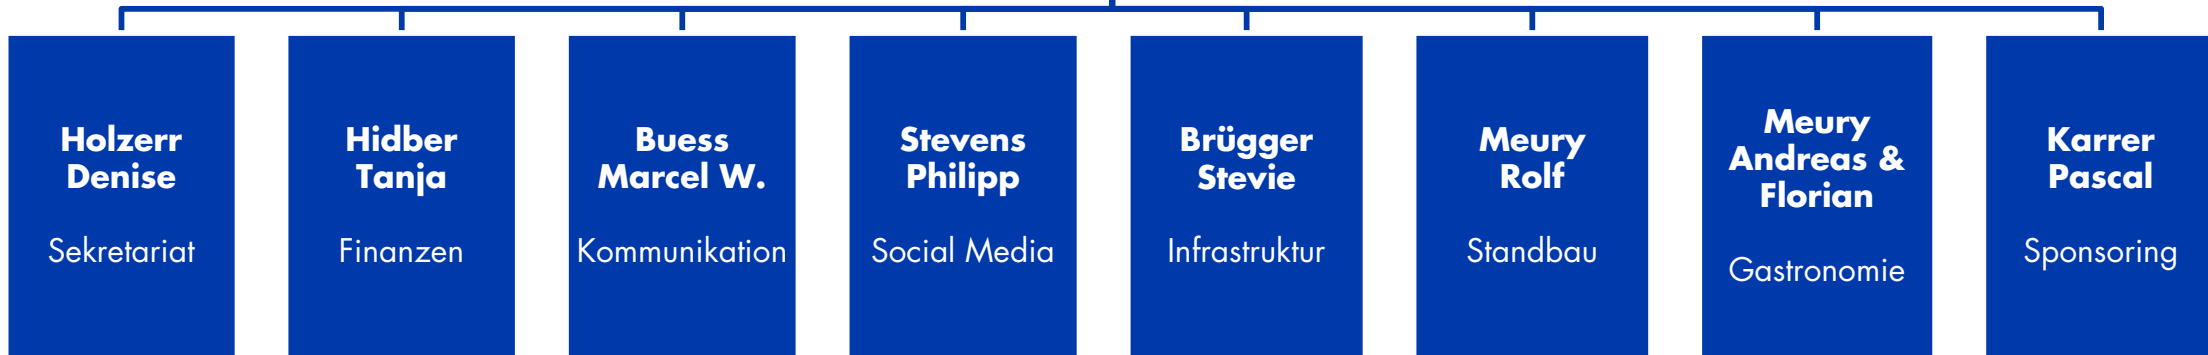 Holzerr
Denise
Sekretariat
Hidber
Tanja
Finanzen
Buess
Marcel W.
Kommunikation
Stevens
Philipp
Social Media
Brügger
Stevie
Infrastruktur
Meury
Rolf
Standbau
Meury
Andreas &
Florian
Gastronomie
Karrer
Pascal
Sponsoring